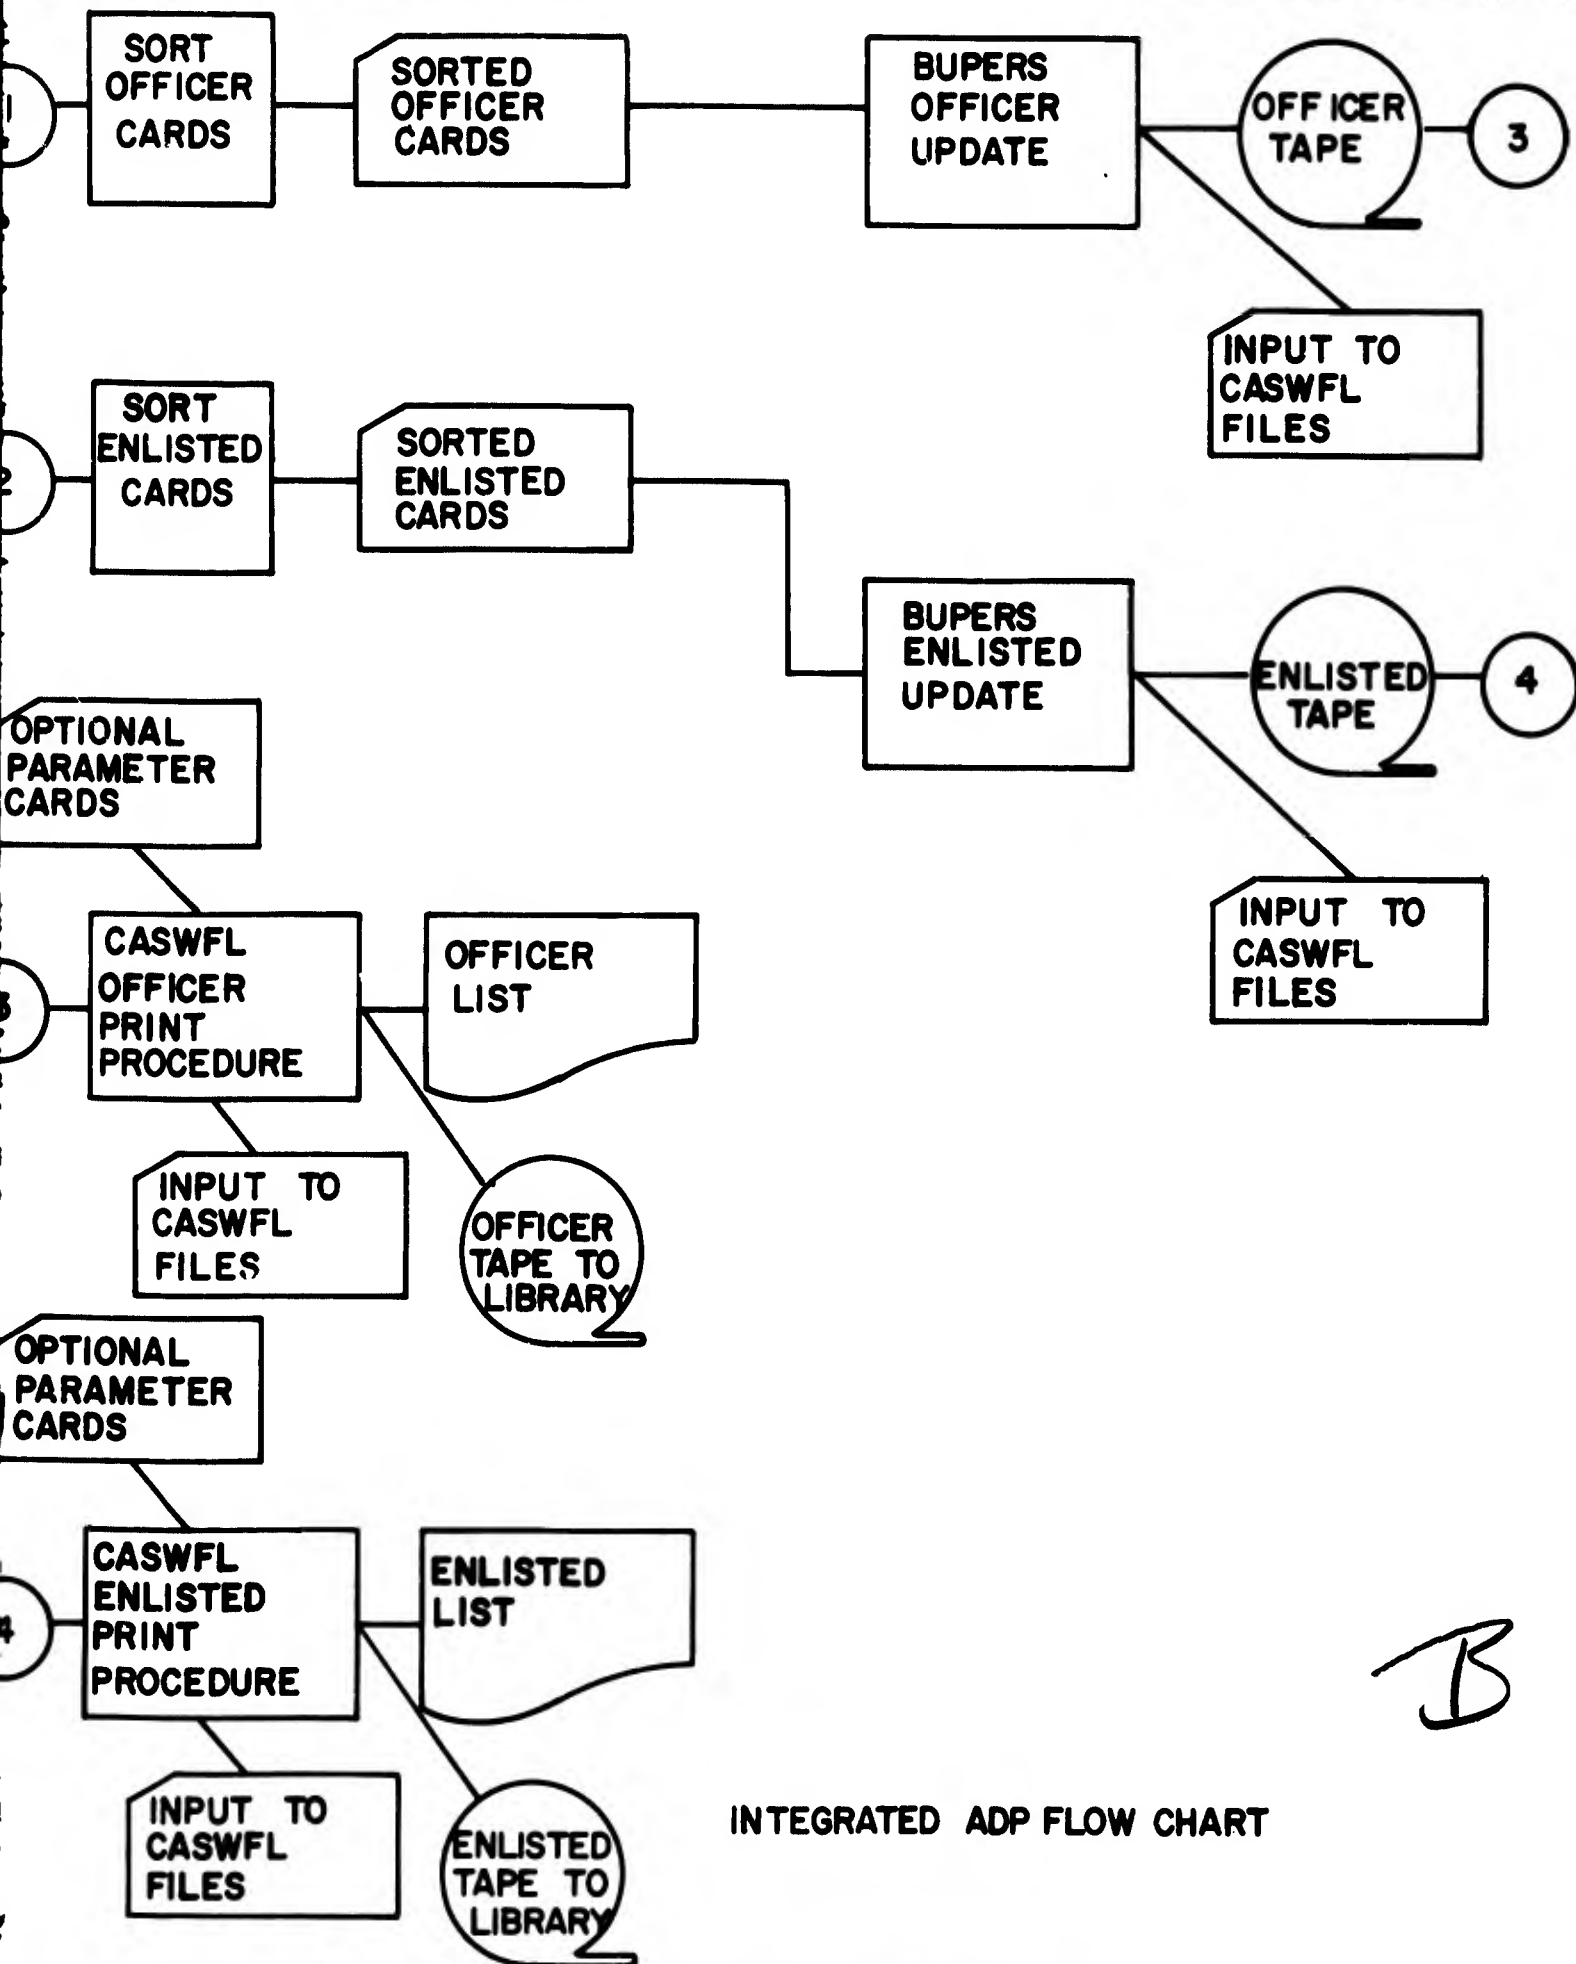 1
SORT
OFFICER
CARDS
SORTED
OFFICER
CARDS
BUPERS
OFFICER
UPDATE
OFFICER
TAPE
3
INPUT TO
CASWFL
FILES
2
SORT
ENLISTED
CARDS
SORTED
ENLISTED
CARDS
BUPERS
ENLISTED
UPDATE
ENLISTED
TAPE
4
INPUT TO
CASWFL
FILES
OPTIONAL
PARAMETER
CARDS
3
CASWFL
OFFICER
PRINT
PROCEDURE
OFFICER
LIST
INPUT TO
CASWFL
FILES
OFFICER
TAPE TO
LIBRARY
OPTIONAL
PARAMETER
CARDS
4
CASWFL
ENLISTED
PRINT
PROCEDURE
ENLISTED
LIST
INPUT TO
CASWFL
FILES
ENLISTED
TAPE TO
LIBRARY
B
INTEGRATED ADP FLOW CHART